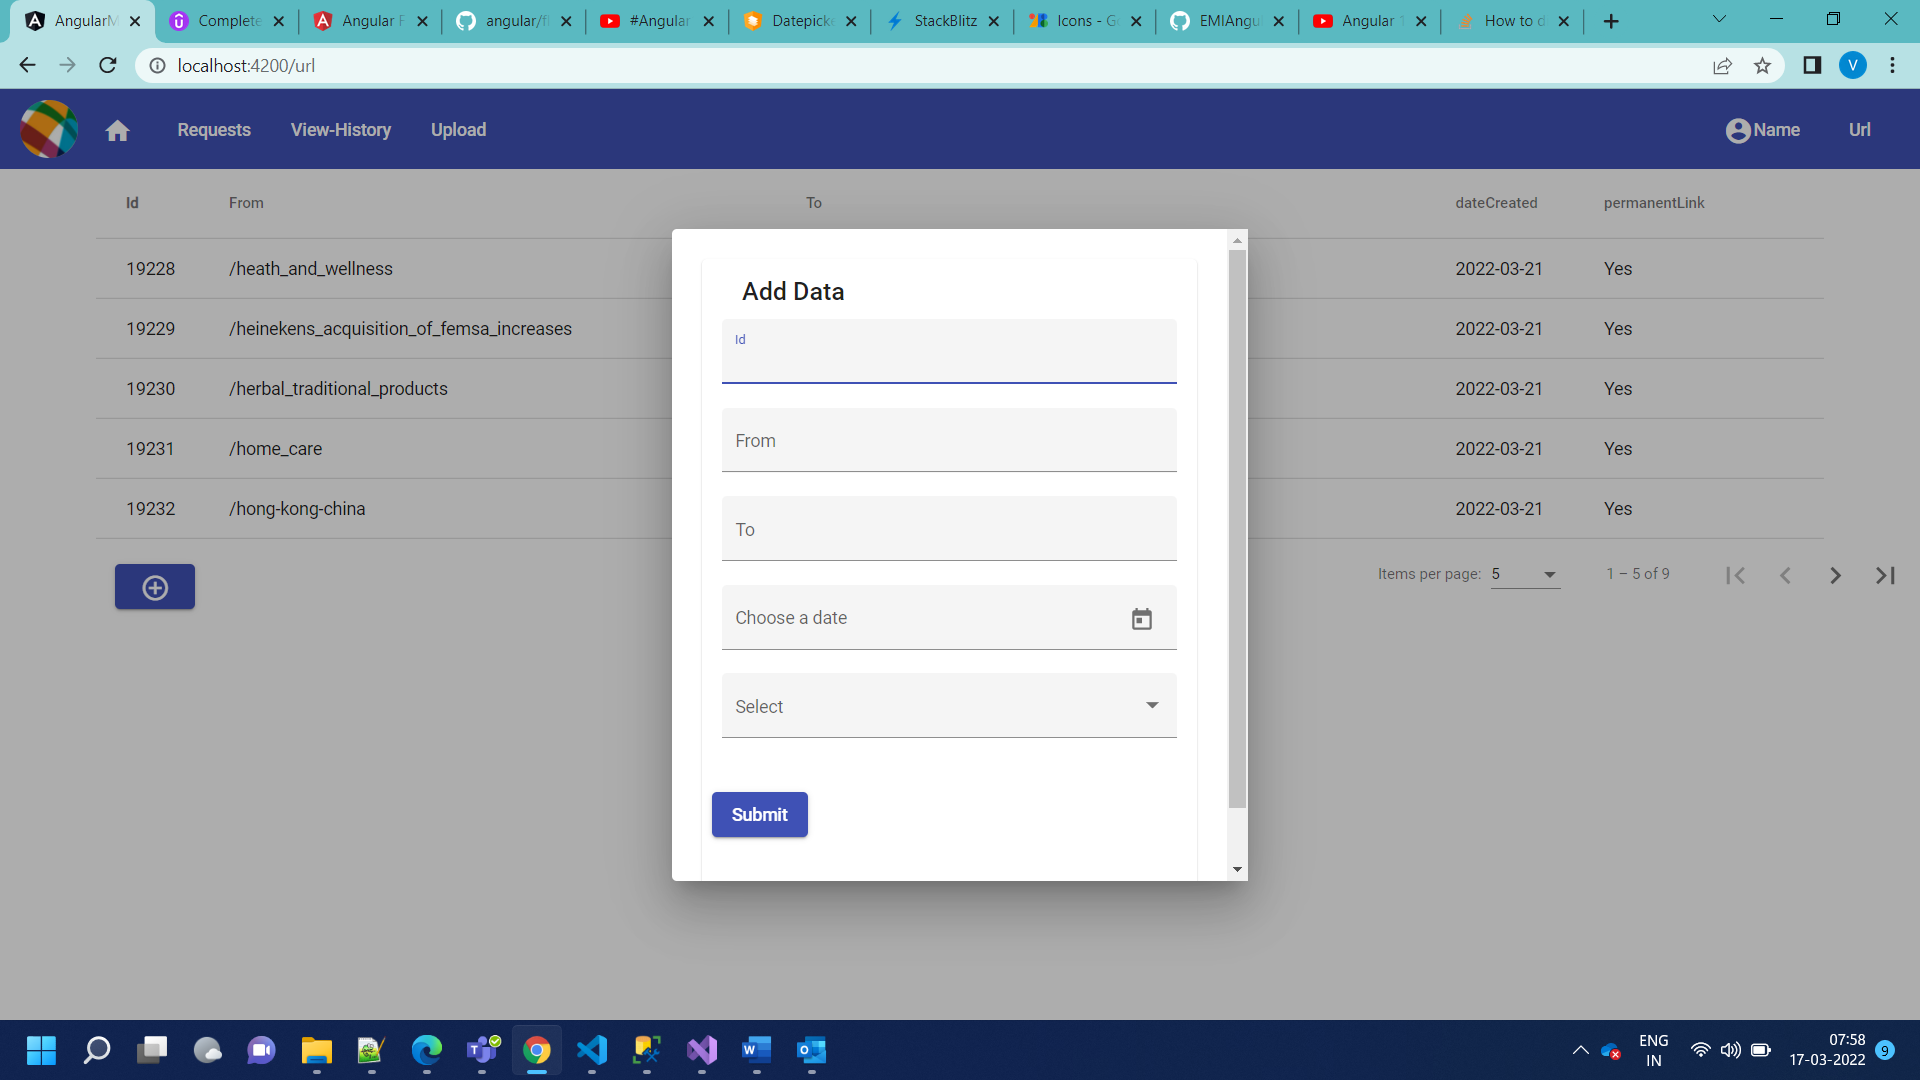 AngularM
Complete
Angular F
angular/fl
#Angular
Datepicke
StackBlitz
Icons - G
EMIAngu
Angular 1
How to d
localhost:4200/url
V
Requests
View-History
Upload
Name
Url
Id From To dateCreated permanentLink
19228 /heath_and_wellness 2022-03-21 Yes
19229 /heinekens_acquisition_of_femsa_increases 2022-03-21 Yes
19230 /herbal_traditional_products 2022-03-21 Yes
19231 /home_care 2022-03-21 Yes
19232 /hong-kong-china 2022-03-21 Yes
Items per page: 5 1 – 5 of 9
Add Data
Id
From
To
Choose a date
Select
Submit
ENG
IN
07:58
17-03-2022
9